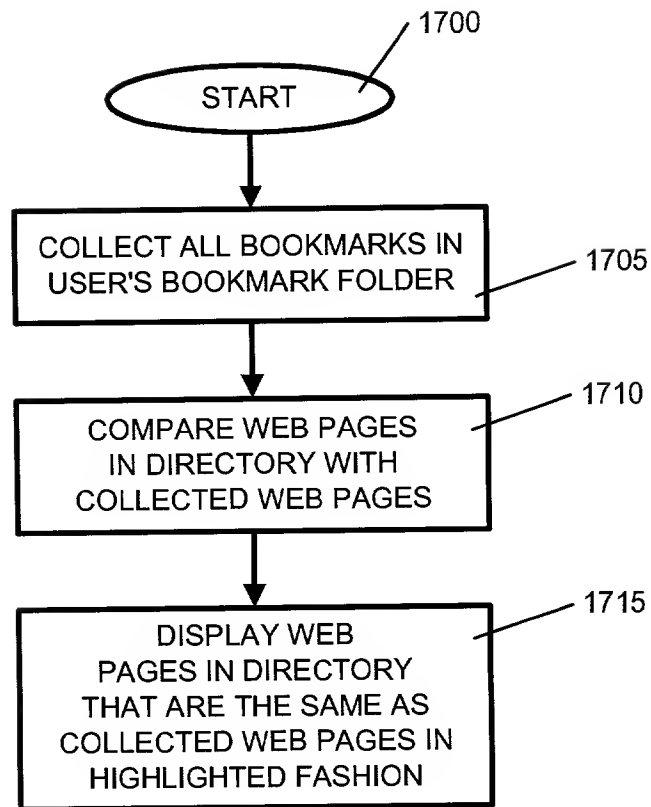 1700
START
COLLECT ALL BOOKMARKS IN
USER'S BOOKMARK FOLDER
1705
1710
COMPARE WEB PAGES
IN DIRECTORY WITH
COLLECTED WEB PAGES
1715
DISPLAY WEB
PAGES IN DIRECTORY
THAT ARE THE SAME AS
COLLECTED WEB PAGES IN
HIGHLIGHTED FASHION